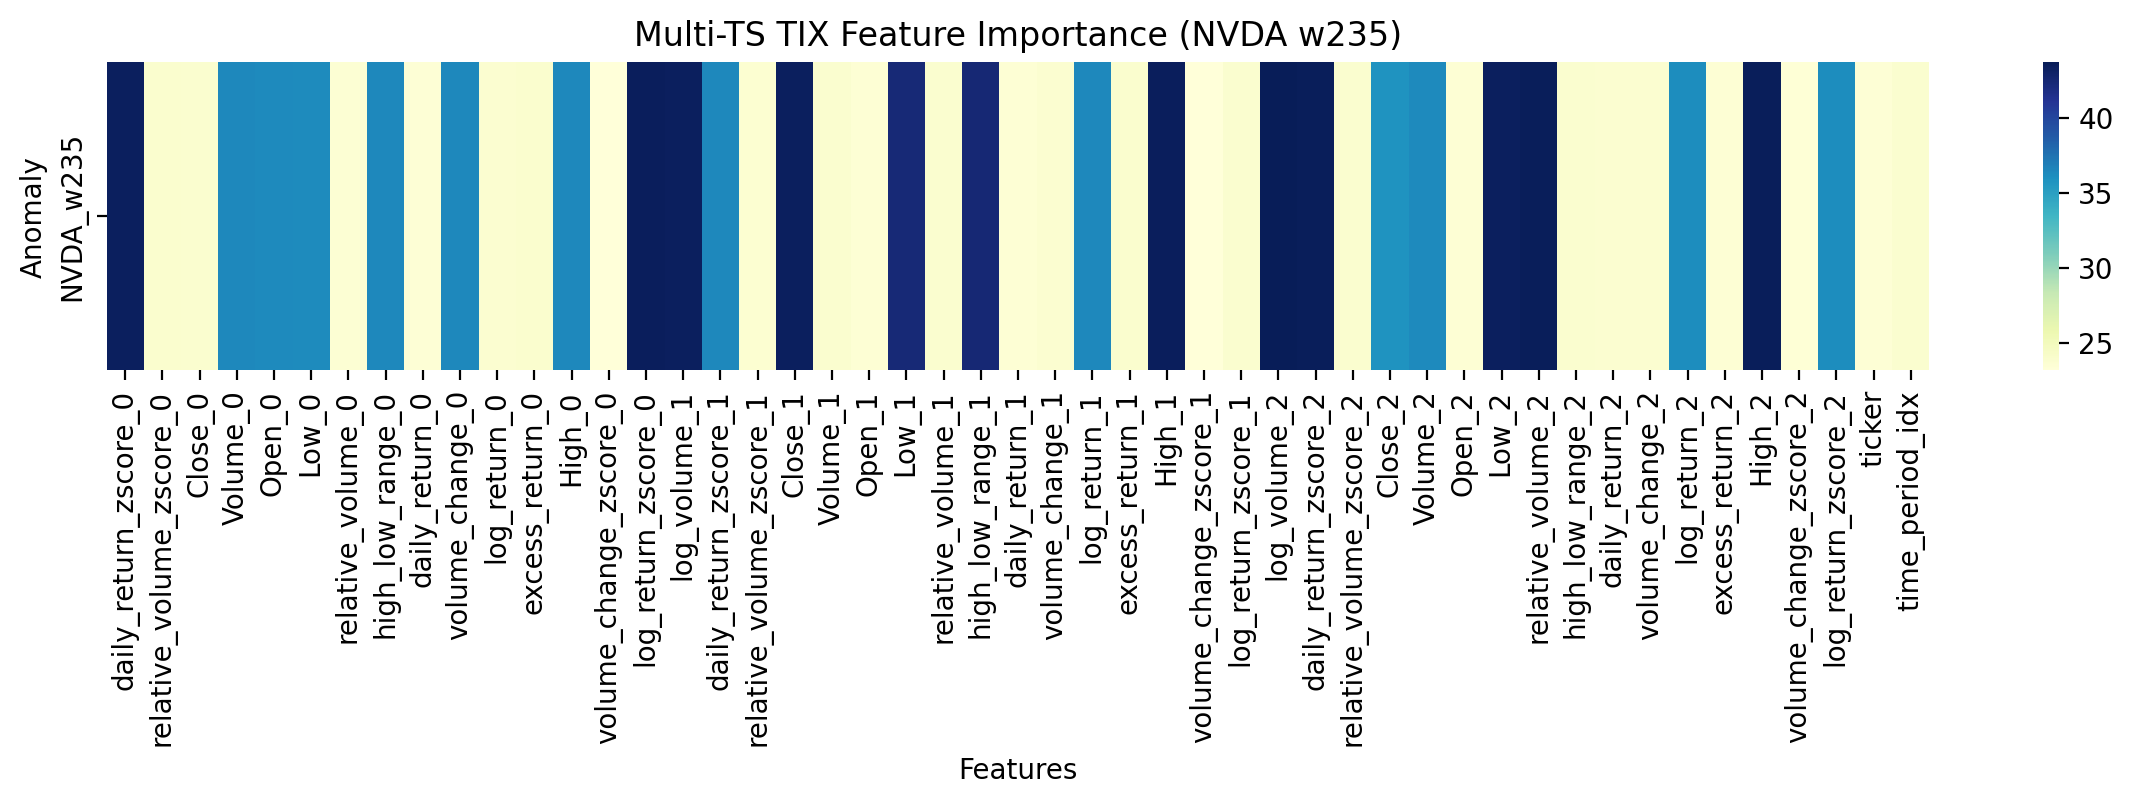 Multi-TS TIX Feature Importance (NVDA w235)
Anomaly
NVDA_w235
daily_return_zscore_0
relative_volume_zscore_0
Close_0
Volume_0
Open_0
Low_0
relative_volume_0
high_low_range_0
daily_return_0
volume_change_0
log_return_0
excess_return_0
High_0
volume_change_zscore_0
log_return_zscore_0
log_volume_1
daily_return_zscore_1
relative_volume_zscore_1
Close_1
Volume_1
Open_1
Low_1
relative_volume_1
high_low_range_1
daily_return_1
volume_change_1
log_return_1
excess_return_1
High_1
volume_change_zscore_1
log_return_zscore_1
log_volume_2
daily_return_zscore_2
relative_volume_zscore_2
Close_2
Volume_2
Open_2
Low_2
relative_volume_2
high_low_range_2
daily_return_2
volume_change_2
log_return_2
excess_return_2
High_2
volume_change_zscore_2
log_return_zscore_2
ticker
time_period_idx
Features
40
35
30
25